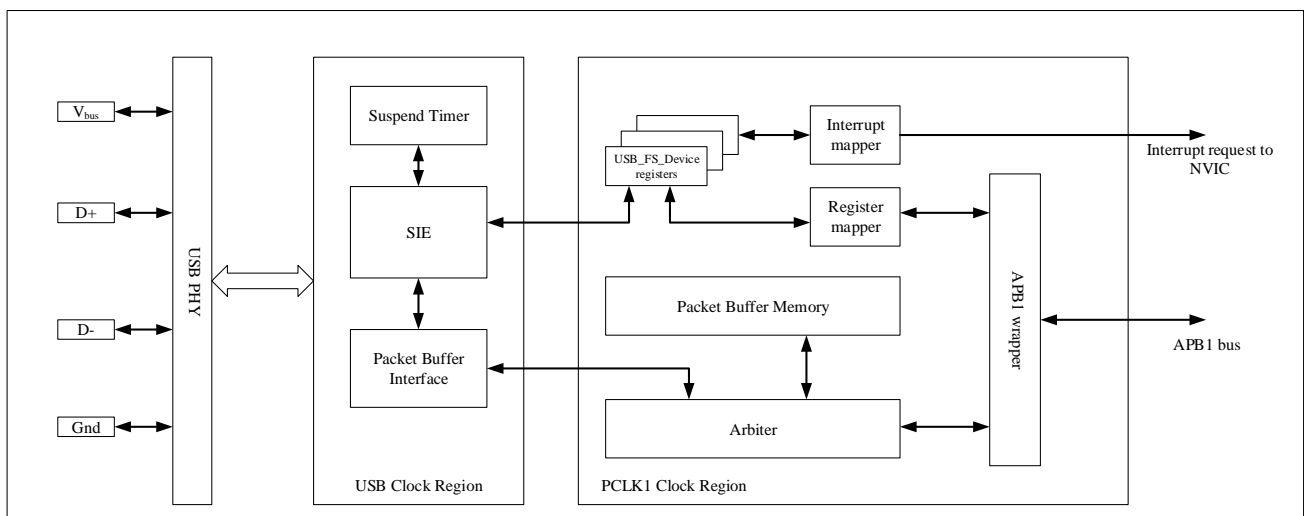 V_bus
D+
D-
Gnd
USB PHY
Suspend Timer
SIE
Packet Buffer
Interface
USB Clock Region
USB_FS_Device
registers
Interrupt
mapper
Register
mapper
Packet Buffer Memory
Arbiter
APB1 wrapper
PCLK1 Clock Region
Interrupt request to
NVIC
APB1 bus